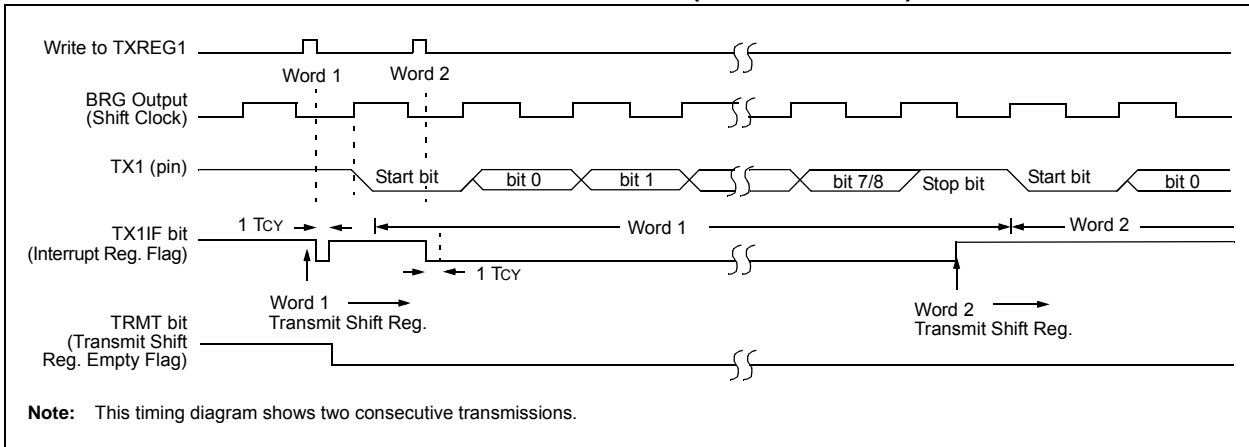 Write to TXREG1
Word 1
Word 2
BRG Output
(Shift Clock)
TX1 (pin)
Start bit
bit 0
bit 1
bit 7/8
Stop bit
Start bit
bit 0
1 TCY
Word 1
Word 2
TX1IF bit
(Interrupt Reg. Flag)
1 TCY
Word 1
Transmit Shift Reg.
Word 2
Transmit Shift Reg.
TRMT bit
(Transmit Shift
Reg. Empty Flag)
Note: This timing diagram shows two consecutive transmissions.